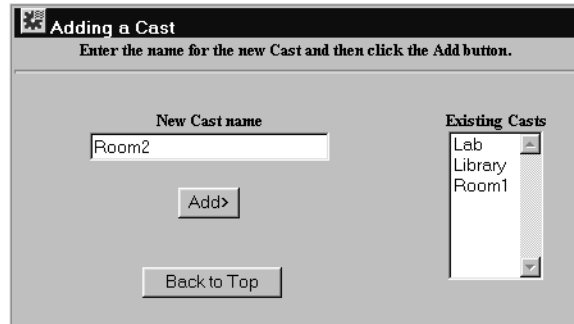 Adding a Cast
Enter the name for the new Cast and then click the Add button.
New Cast name
Room2
Add>
Back to Top
Existing Casts
Lab
Library
Room1